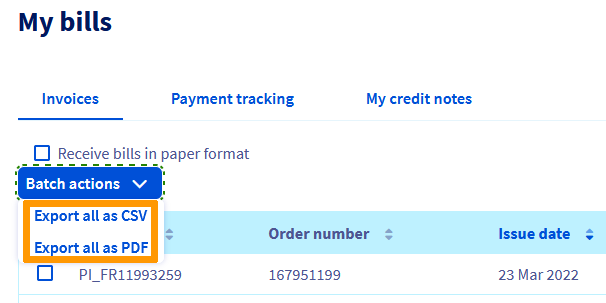 My bills
Invoices Payment tracking My credit notes
Receive bills in paper format
Batch actions
Export all as CSV
Order number Issue date
Export all as PDF
PI_FR11993259 167951199 23 Mar 2022